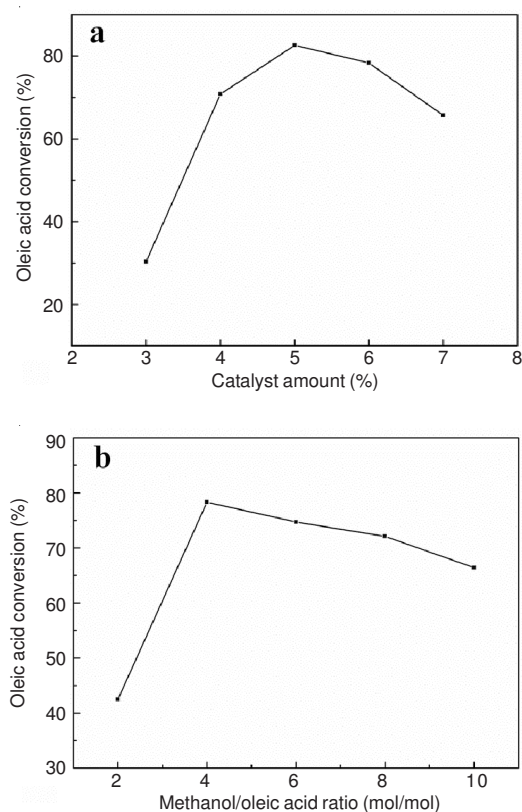 a
80
60
40
20
2 3 4 5 6 7 8
Catalyst amount (%)
Oleic acid conversion (%)
b
90
80
70
60
50
40
30
2 4 6 8 10
Methanol/oleic acid ratio (mol/mol)
Oleic acid conversion (%)